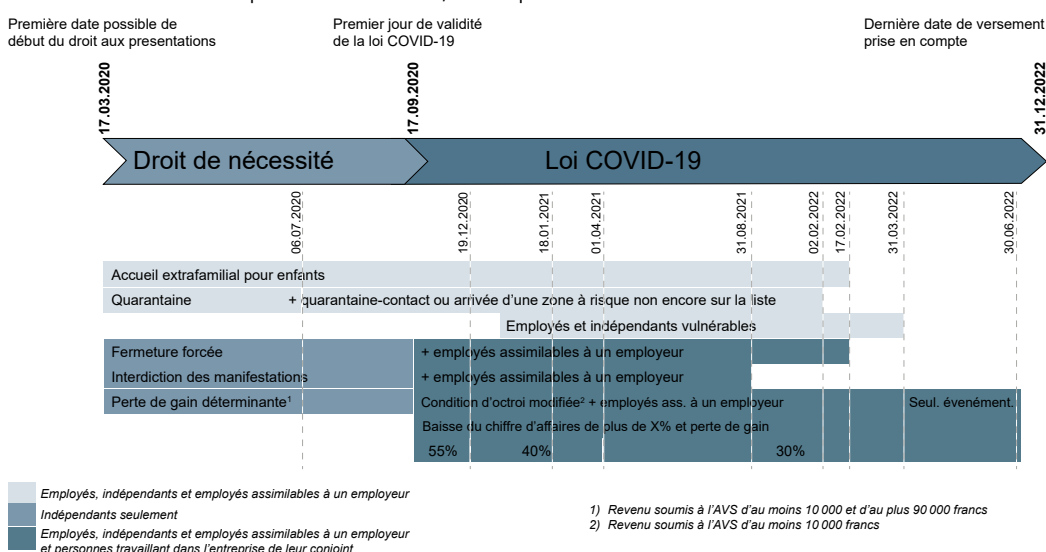 Première date possible de
début du droit aux presentations
Premier jour de validité
de la loi COVID-19
Dernière date de versement
prise en compte
17.03.2020
17.09.2020
31.12.2022
Droit de nécessité
Loi COVID-19
06.07.2020
19.12.2020
18.01.2021
01.04.2021
31.08.2021
02.02.2022
17.02.2022
31.03.2022
30.06.2022
Accueil extrafamilial pour enfants
Quarantaine
+ quarantaine-contact ou arrivée d'une zone à risque non encore sur la liste
Employés et indépendants vulnérables
Fermeture forcée
+ employés assimilables à un employeur
Interdiction des manifestations
+ employés assimilables à un employeur
Perte de gain déterminante¹
Condition d'octroi modifiée² + employés ass. à un employeur
Seul. evenémént.
Baisse du chiffre d'affaires de plus de X% et perte de gain
55%
40%
30%
Employés, indépendants et employés assimilables à un employeur
Indépendants seulement
Employés, indépendants et employés assimilables à un employeur
et personnes travaillant dans l'entreprise de leur conjoint
1) Revenu soumis à l'AVS d'au moins 10 000 et d'au plus 90 000 francs
2) Revenu soumis à l'AVS d'au moins 10 000 francs